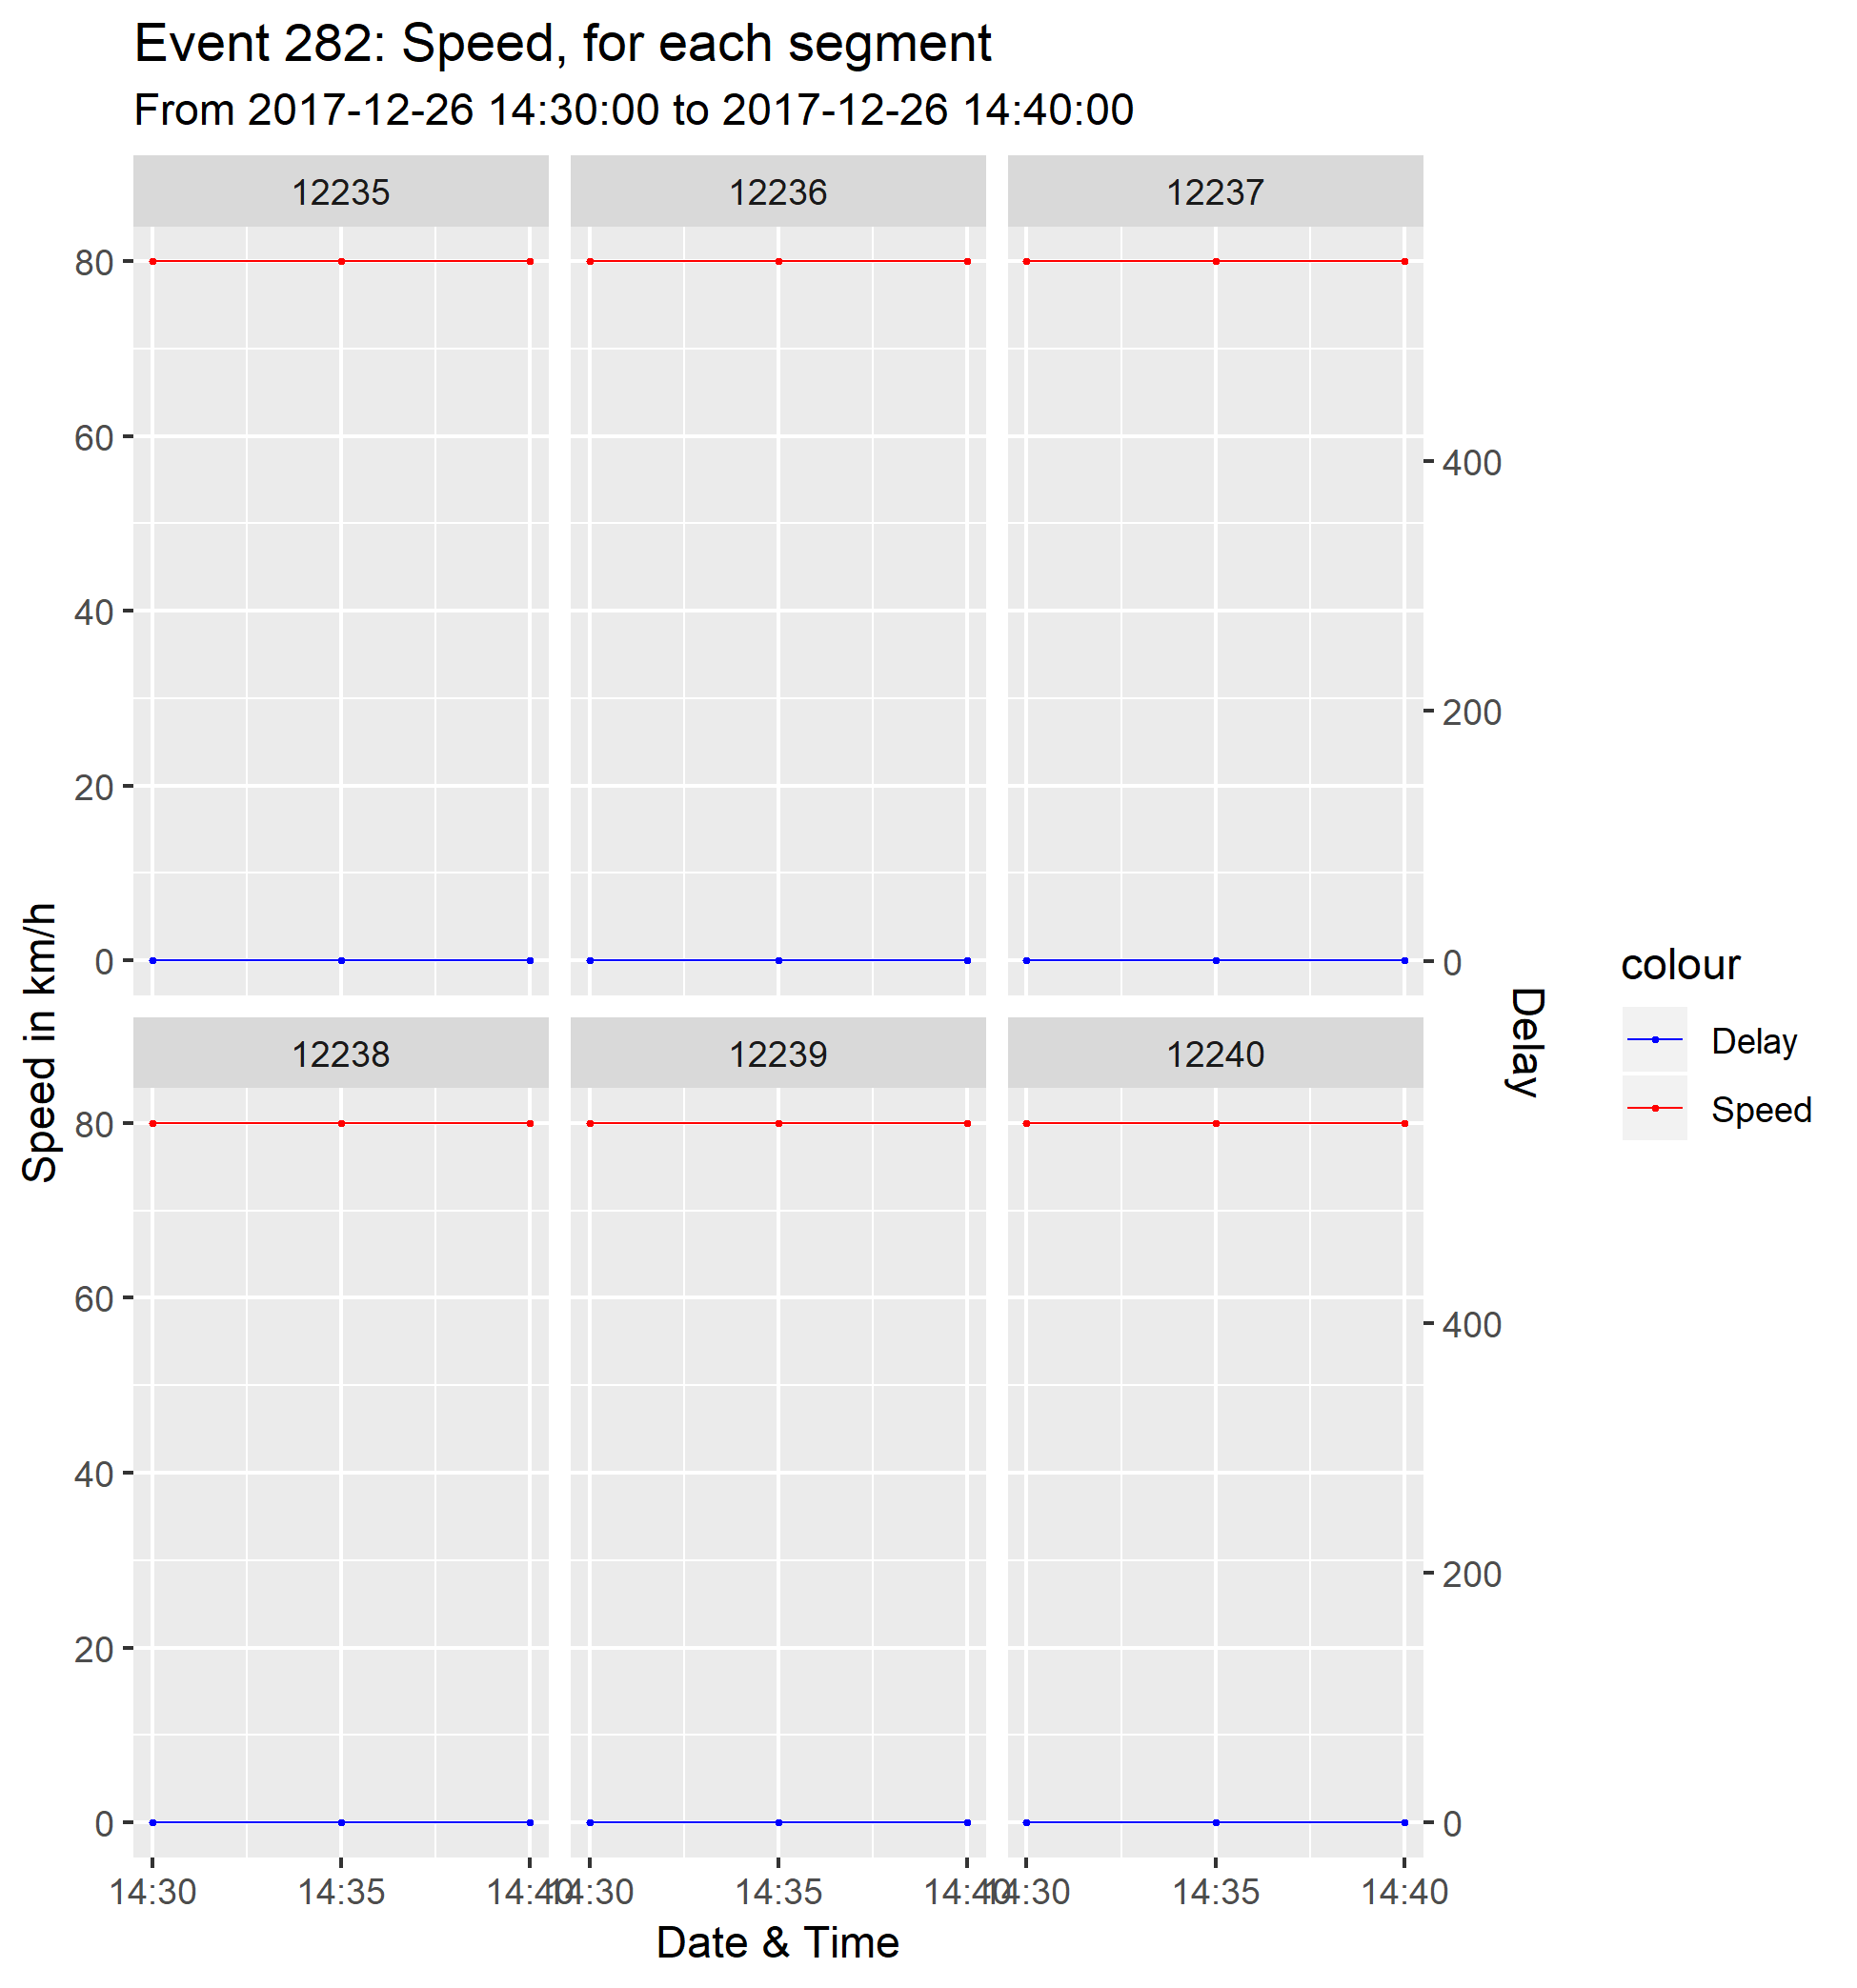 Event 282: Speed, for each segment
From 2017-12-26 14:30:00 to 2017-12-26 14:40:00
12235 12236 12237
80
60
400
40
200
20
0 0
Speed in km/h
Delay
colour
Delay
Speed
12238 12239 12240
80
60
400
40
200
20
0 0
14:30 14:35 14:40 14:30 14:35 14:40 14:30 14:35 14:40
Date & Time